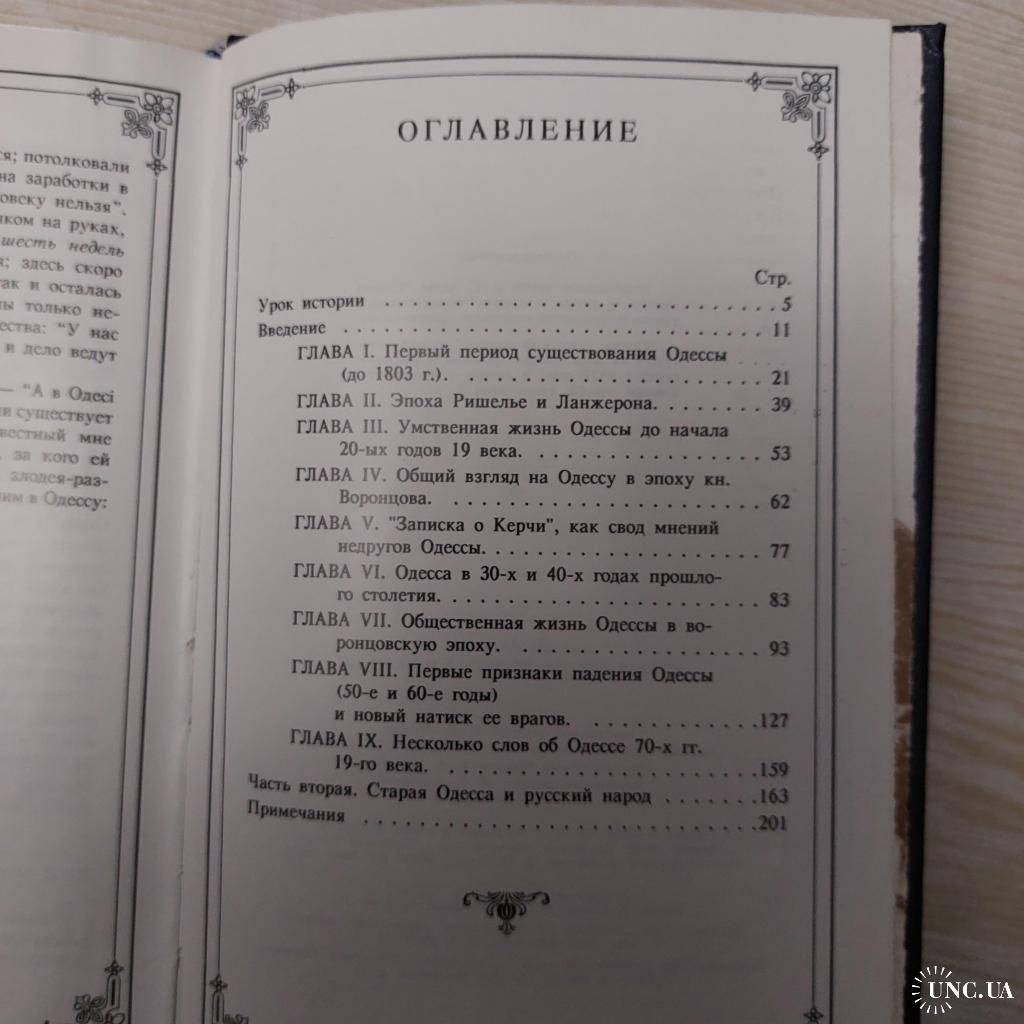 ся; потолковали
на заработки в
овеку нельзя".
ком на руках,
шесть недель
я; здесь скоро
так и осталась
ны только не-
ества: "У нас
и дело ведут
— "А в Одесі
ии существует
вестный мне
, за кого ей
злодея-раз-
им в Одессу:
ОГЛАВЛЕНИЕ
Стр.
Урок истории . . . . . . . . . . . . . . . . . . . . . . . . . . . . . . . 5
Введение . . . . . . . . . . . . . . . . . . . . . . . . . . . . . . . . . 11
ГЛАВА I. Первый период существования Одессы
(до 1803 г.). . . . . . . . . . . . . . . . . . . . . . . . 21
ГЛАВА II. Эпоха Ришелье и Ланжерона. . . . . . . . 39
ГЛАВА III. Умственная жизнь Одессы до начала
20-ых годов 19 века. . . . . . . . . . . . . . . . . . 53
ГЛАВА IV. Общий взгляд на Одессу в эпоху кн.
Воронцова. . . . . . . . . . . . . . . . . . . . . . . . . 62
ГЛАВА V. "Записка о Керчи", как свод мнений
недругов Одессы. . . . . . . . . . . . . . . . . . . . . 77
ГЛАВА VI. Одесса в 30-х и 40-х годах прошло-
го столетия. . . . . . . . . . . . . . . . . . . . . . . . 83
ГЛАВА VII. Общественная жизнь Одессы в во-
ронцовскую эпоху. . . . . . . . . . . . . . . . . . . . 93
ГЛАВА VIII. Первые признаки падения Одессы
(50-е и 60-е годы)
и новый натиск ее врагов. . . . . . . . . . . . . . 127
ГЛАВА IX. Несколько слов об Одессе 70-х гг.
19-го века. . . . . . . . . . . . . . . . . . . . . . . . 159
Часть вторая. Старая Одесса и русский народ . . . . . . . 163
Примечания . . . . . . . . . . . . . . . . . . . . . . . . . . . . . . 201
UNC.UA